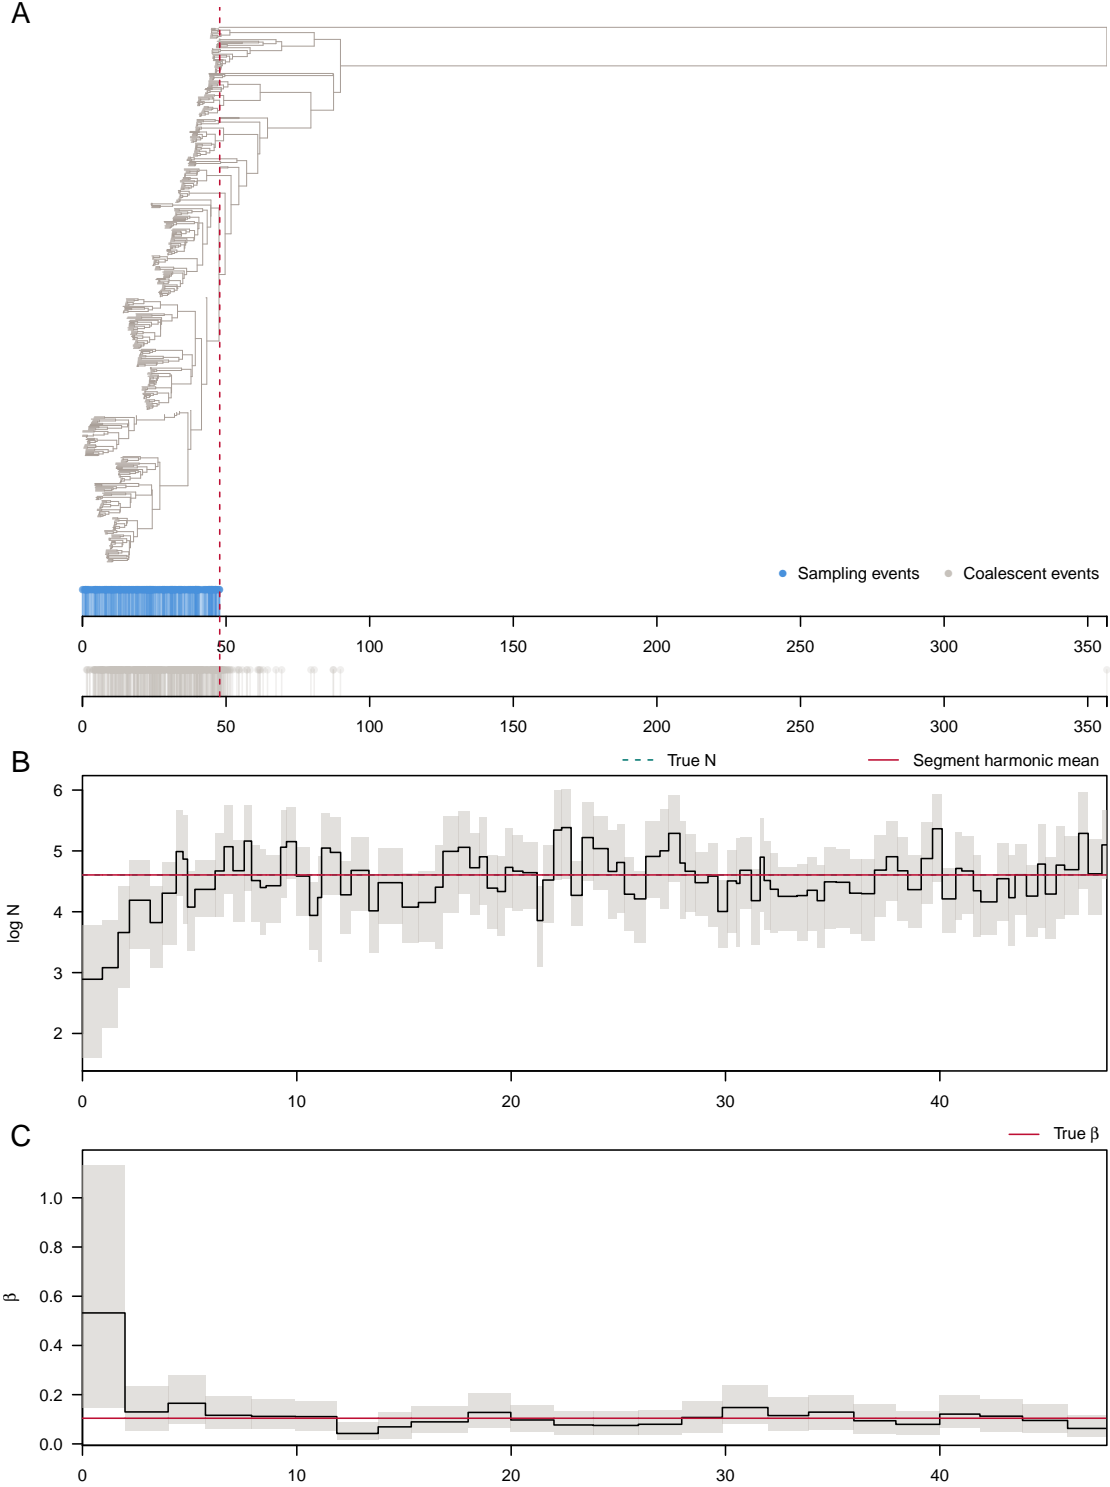 A
Sampling events Coalescent events
0 50 100 150 200 250 300 350
0 50 100 150 200 250 300 350
B
True N Segment harmonic mean
6
5
4
3
2
log N
0 10 20 30 40
C
True β
1.0
0.8
0.6
0.4
0.2
0.0
β
0 10 20 30 40